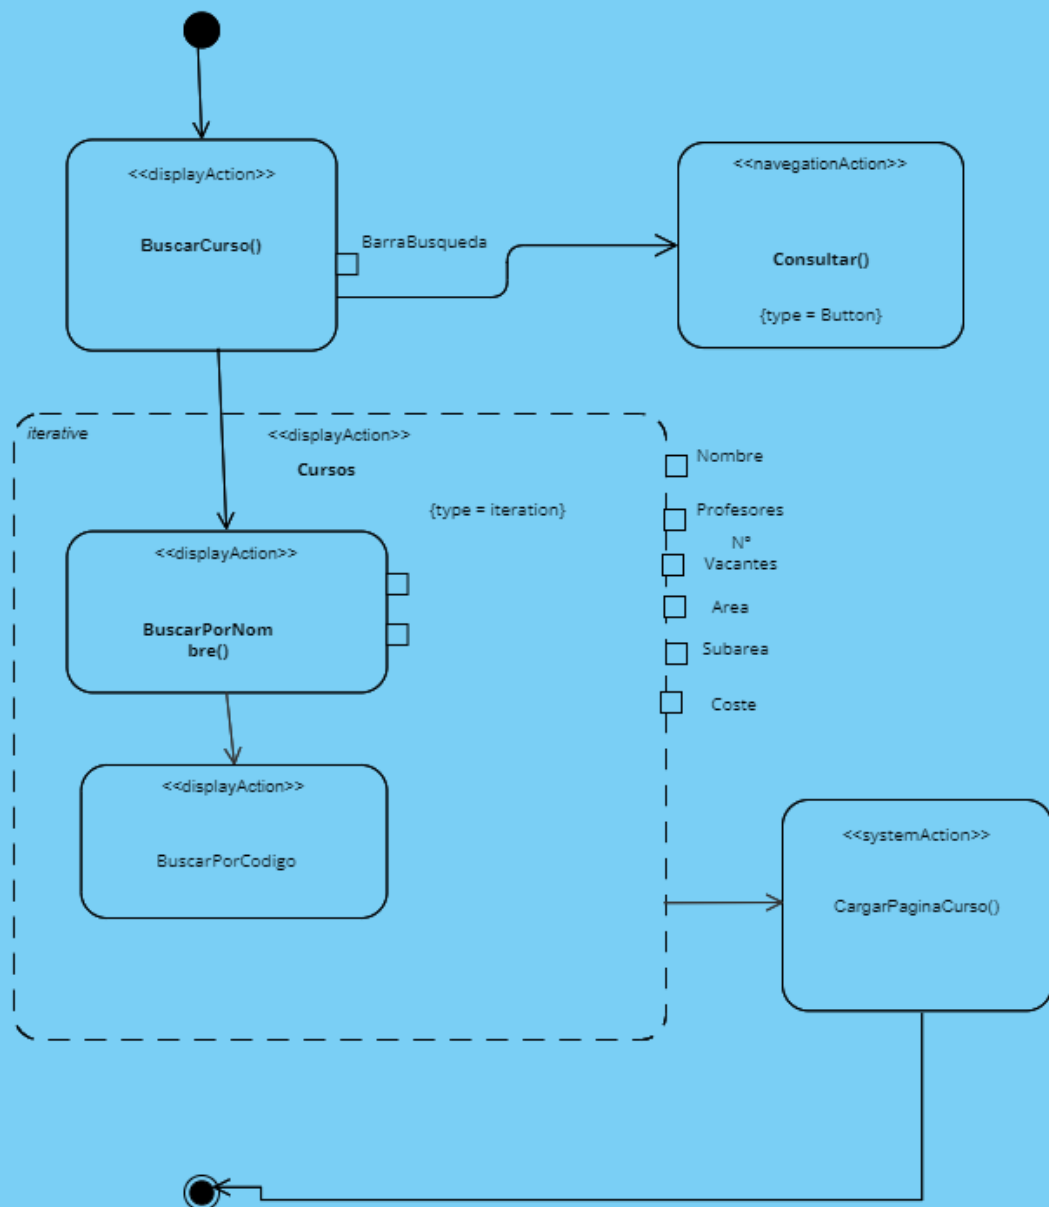 <<displayAction>>
BuscarCurso()
BarraBusqueda
<<navegationAction>>
Consultar()
{type = Button}
iterative
<<displayAction>>
Cursos
{type = iteration}
Nombre
Profesores
Nº
Vacantes
Area
Subarea
Coste
<<displayAction>>
BuscarPorNom
bre()
<<displayAction>>
BuscarPorCodigo
<<systemAction>>
CargarPaginaCurso()